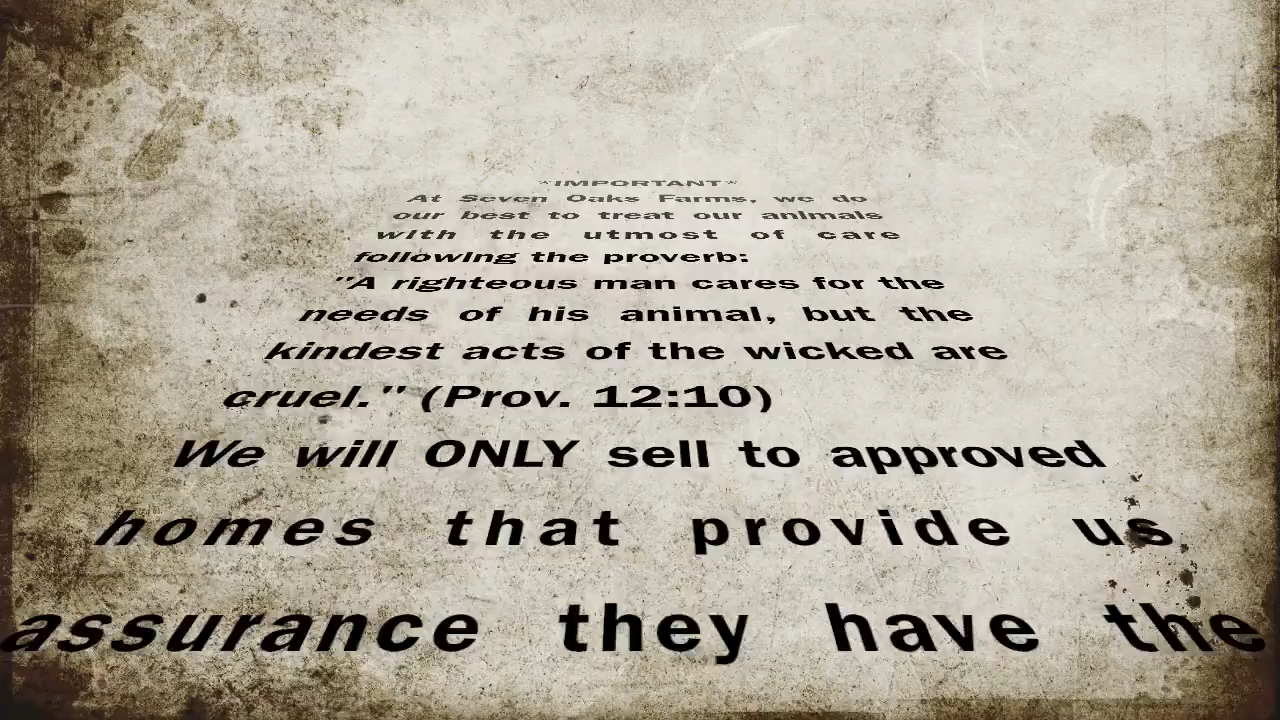 *IMPORTANT*
At Seven Oaks Farms, we do
our best to treat our animals
with the utmost of care
following the proverb:
"A righteous man cares for the
needs of his animal, but the
kindest acts of the wicked are
cruel." (Prov. 12:10)
We will ONLY sell to approved
homes that provide us
assurance they have the